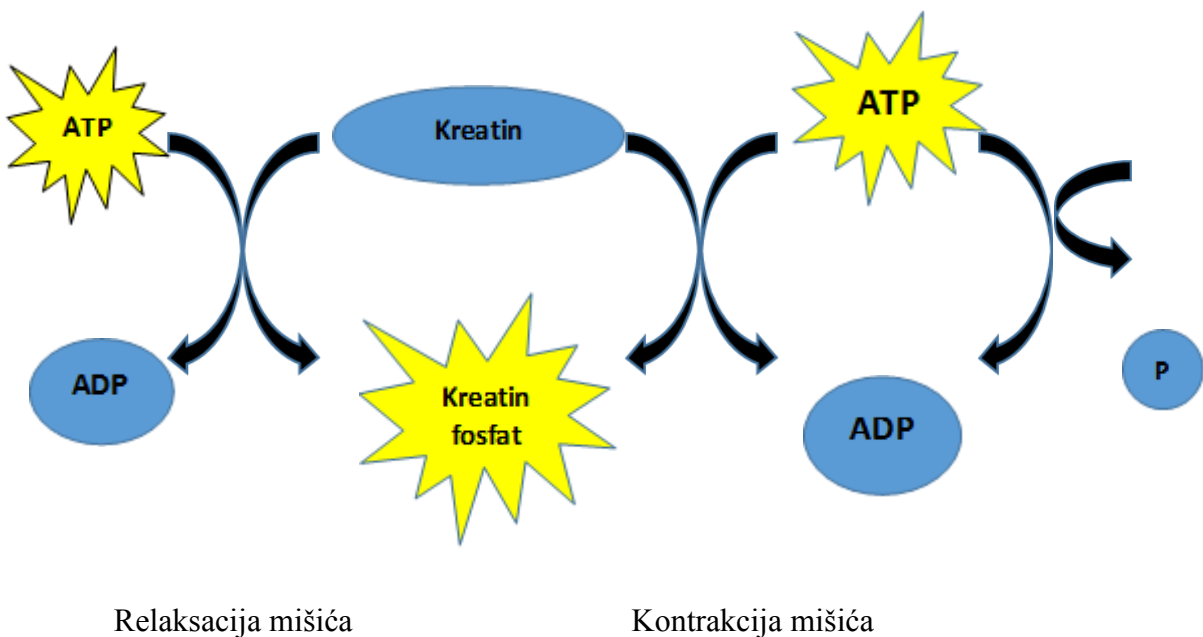 ATP
Kreatin
ATP
ADP
Kreatin
fosfat
ADP
P
Relaksacija mišića
Kontrakcija mišića